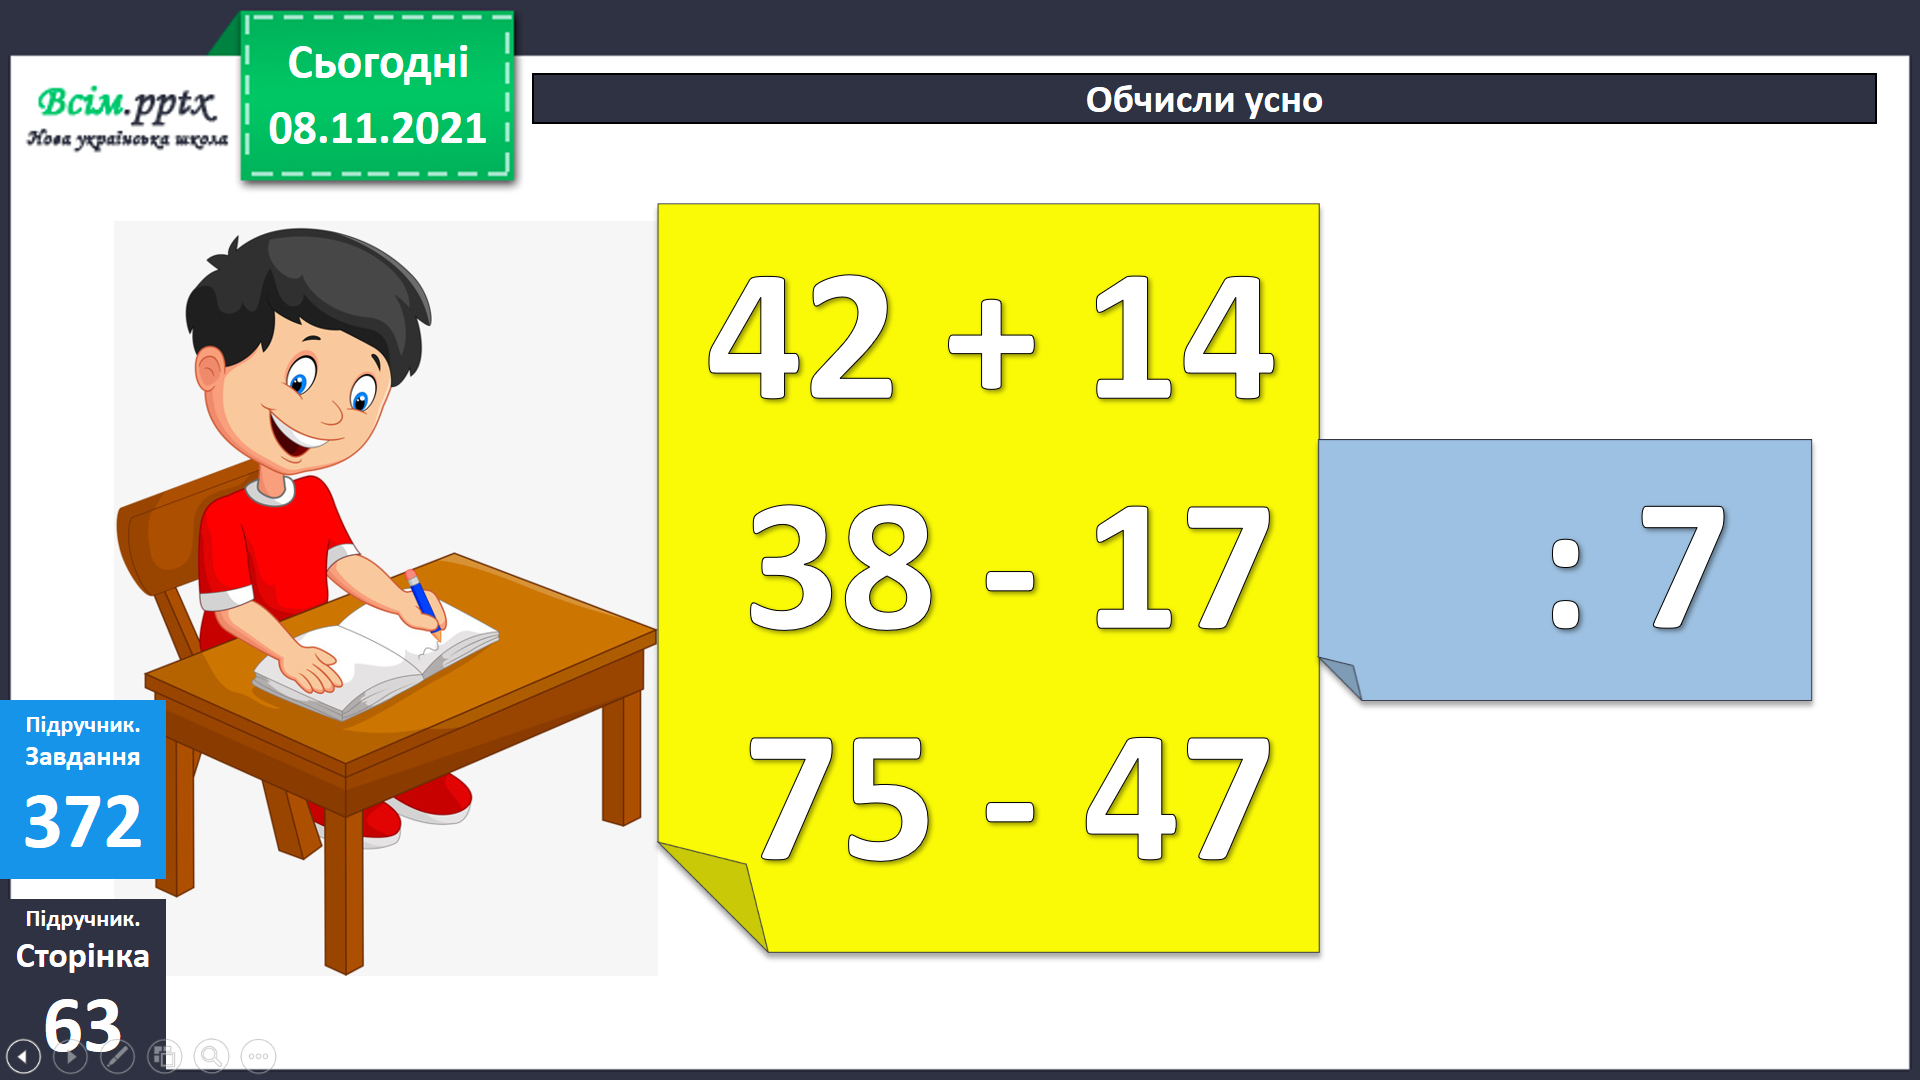 Сьогодні
08.11.2021
Всім.pptx
Нова українська школа
Обчисли усно
42 + 14
38 - 17
: 7
75 - 47
Підручник.
Завдання
372
Підручник.
Сторінка
63